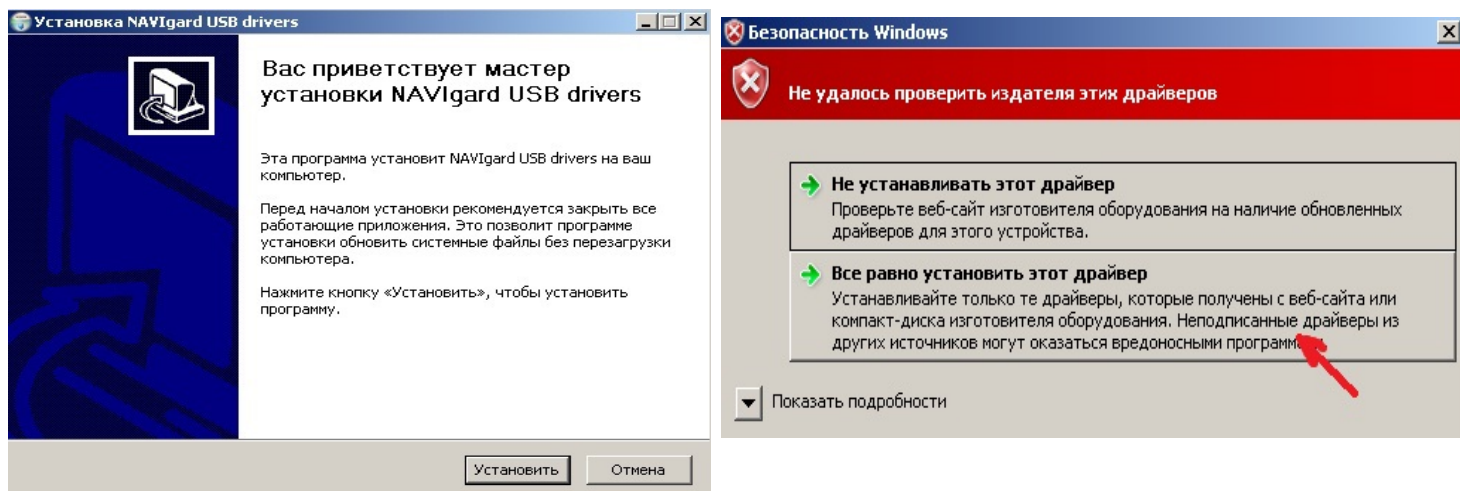 Установка NAVIgard USB drivers
Вас приветствует мастер
установки NAVIgard USB drivers
Эта программа установит NAVIgard USB drivers на ваш
компьютер.
Перед началом установки рекомендуется закрыть все
работающие приложения. Это позволит программе
установки обновить системные файлы без перезагрузки
компьютера.
Нажмите кнопку «Установить», чтобы установить
программу.
Установить
Отмена
Безопасность Windows
Не удалось проверить издателя этих драйверов
Не устанавливать этот драйвер
Проверьте веб-сайт изготовителя оборудования на наличие обновленных
драйверов для этого устройства.
Все равно установить этот драйвер
Устанавливайте только те драйверы, которые получены с веб-сайта или
компакт-диска изготовителя оборудования. Неподписанные драйверы из
других источников могут оказаться вредоносными
Показать подробности